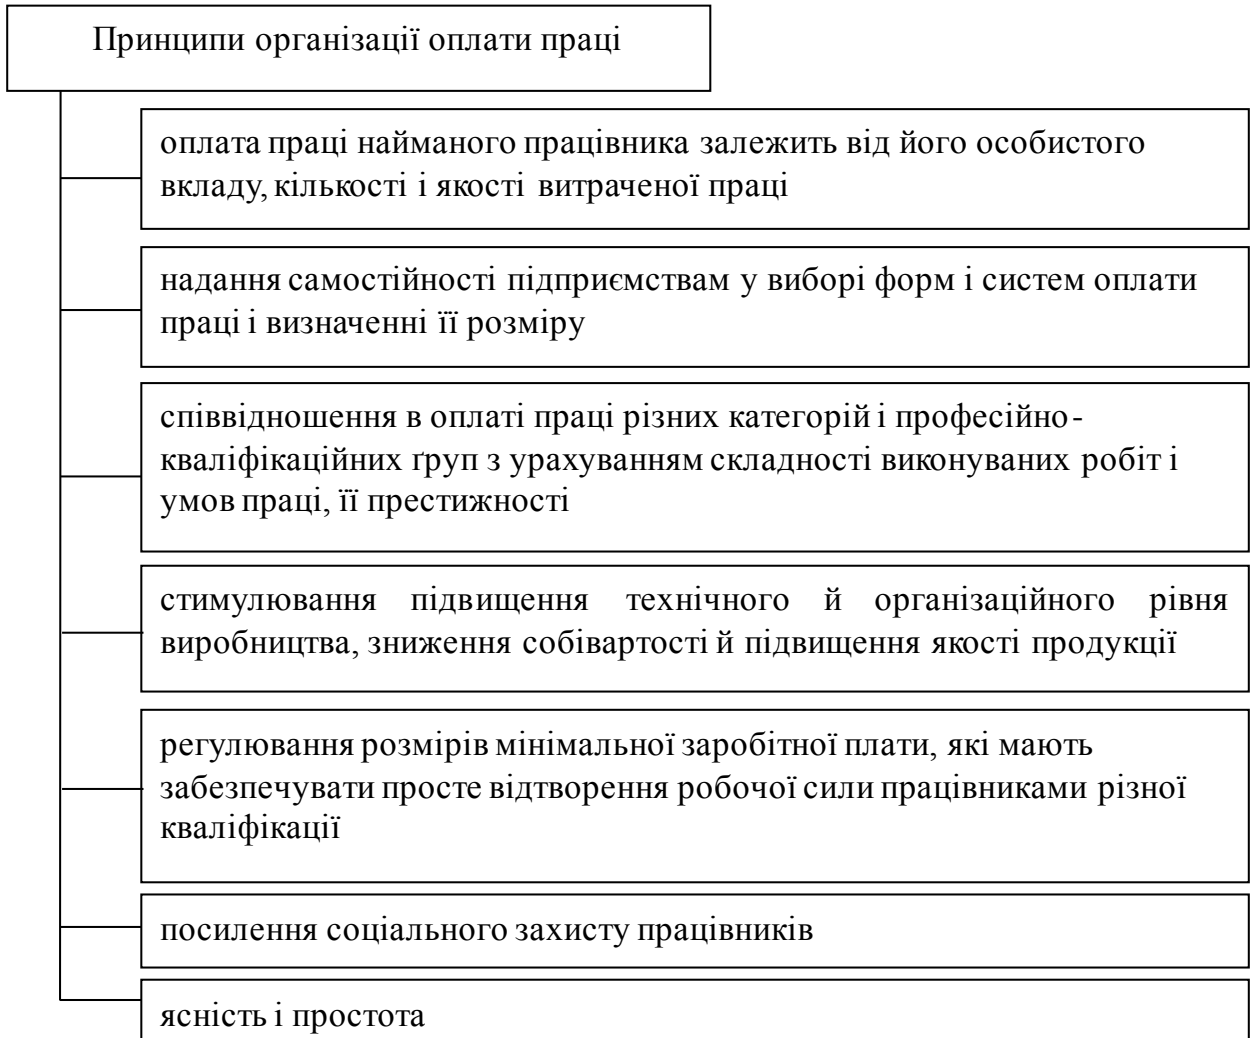 Принципи організації оплати праці
оплата праці найманого працівника залежить від його особистого
вкладу, кількості і якості витраченої праці
надання самостійності підприємствам у виборі форм і систем оплати
праці і визначенні її розміру
співвідношення в оплаті праці різних категорій і професійно-
кваліфікаційних груп з урахуванням складності виконуваних робіт і
умов праці, її престижності
стимулювання підвищення технічного й організаційного рівня
виробництва, зниження собівартості й підвищення якості продукції
регулювання розмірів мінімальної заробітної плати, які мають
забезпечувати просте відтворення робочої сили працівниками різної
кваліфікації
посилення соціального захисту працівників
ясність і простота